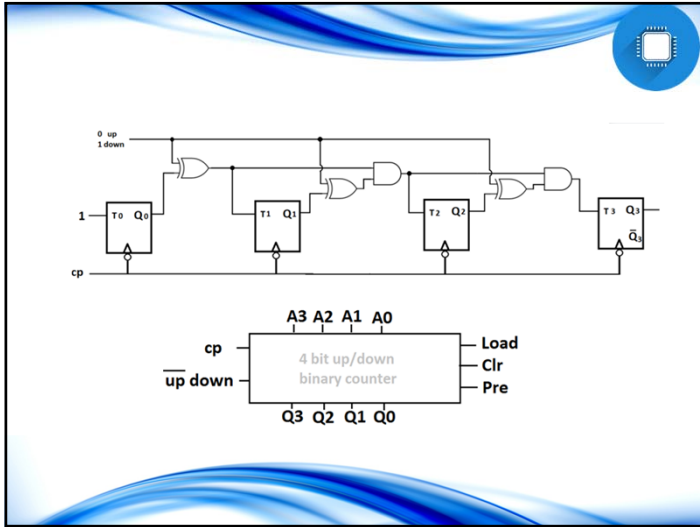 0 up
1 down
1
T0 Q0
T1 Q1
T2 Q2
T3 Q3
Q̅3
cp
A3 A2 A1 A0
cp
u̅p̅ down
4 bit up/down
binary counter
Load
Clr
Pre
Q3 Q2 Q1 Q0